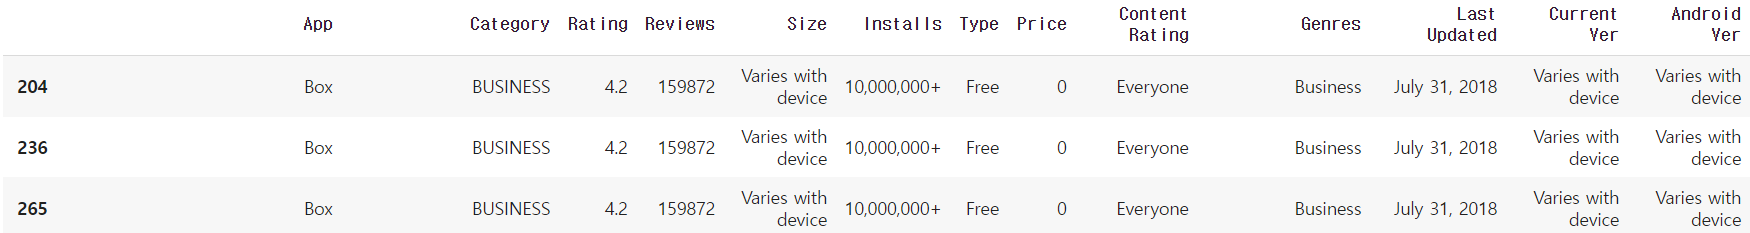 App Category Rating Reviews Size Installs Type Price Content Rating Genres Last Updated Current Ver Android Ver
204 Box BUSINESS 4.2 159872 Varies with device 10,000,000+ Free 0 Everyone Business July 31, 2018 Varies with device Varies with device
236 Box BUSINESS 4.2 159872 Varies with device 10,000,000+ Free 0 Everyone Business July 31, 2018 Varies with device Varies with device
265 Box BUSINESS 4.2 159872 Varies with device 10,000,000+ Free 0 Everyone Business July 31, 2018 Varies with device Varies with device